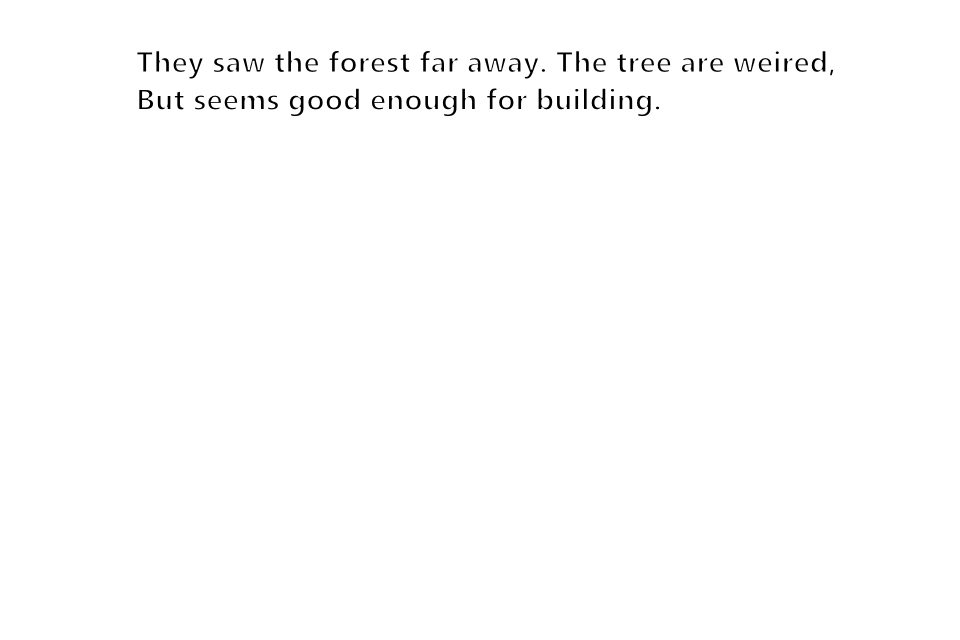 They saw the forest far away. The tree are weired,
But seems good enough for building.